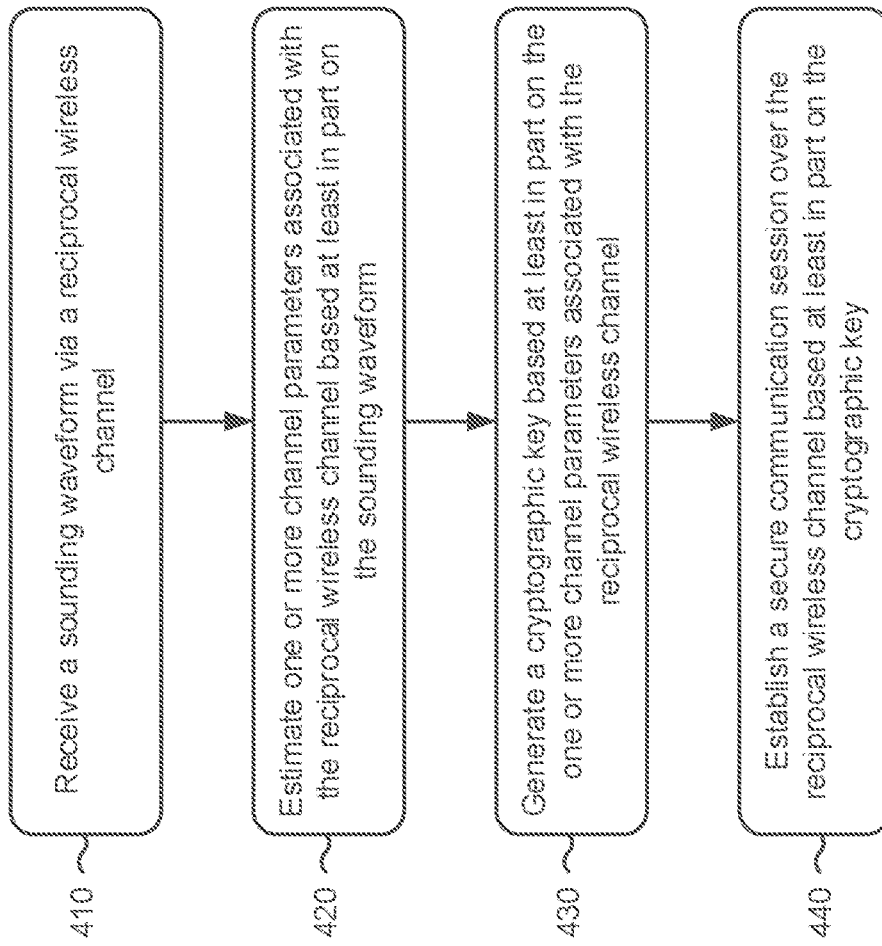 410
Receive a sounding waveform via a reciprocal wireless
channel
420
Estimate one or more channel parameters associated with
the reciprocal wireless channel based at least in part on
the sounding waveform
430
Generate a cryptographic key based at least in part on the
one or more channel parameters associated with the
reciprocal wireless channel
440
Establish a secure communication session over the
reciprocal wireless channel based at least in part on the
cryptographic key